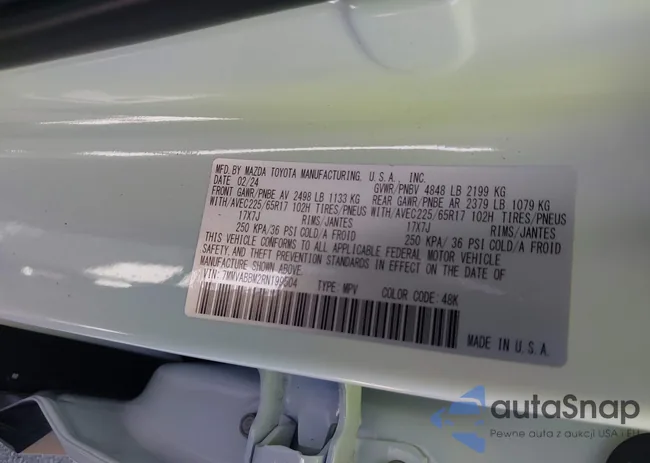 MFD. BY MAZDA TOYOTA MANUFACTURING. U.S.A., INC.
DATE: 02/24 GVWR/PNBV 4848 LB 2199 KG
FRONT GAWR/PNBE AV 2498 LB 1133 KG REAR GAWR/PNBE AR 2379 LB 1079 KG
WITH/AVEC225/65R17 102H TIRES/PNEUS WITH/AVEC225/65R17 102H TIRES/PNEUS
17X7J RIMS/JANTES 17X7J RIMS/JANTES
250 KPA/36 PSI COLD/A FROID 250 KPA/ 36 PSI COLD/A FROID
THIS VEHICLE CONFORMS TO ALL APPLICABLE FEDERAL MOTOR VEHICLE
SAFETY, AND THEFT PREVENTION STANDARDS IN EFFECT ON THE DATE OF
MANUFACTURE SHOWN ABOVE.
VIN: TYPE: MPV COLOR CODE: 48K
MADE IN U.S.A.
autaSnap
Pewne auta z aukcji USA i EU